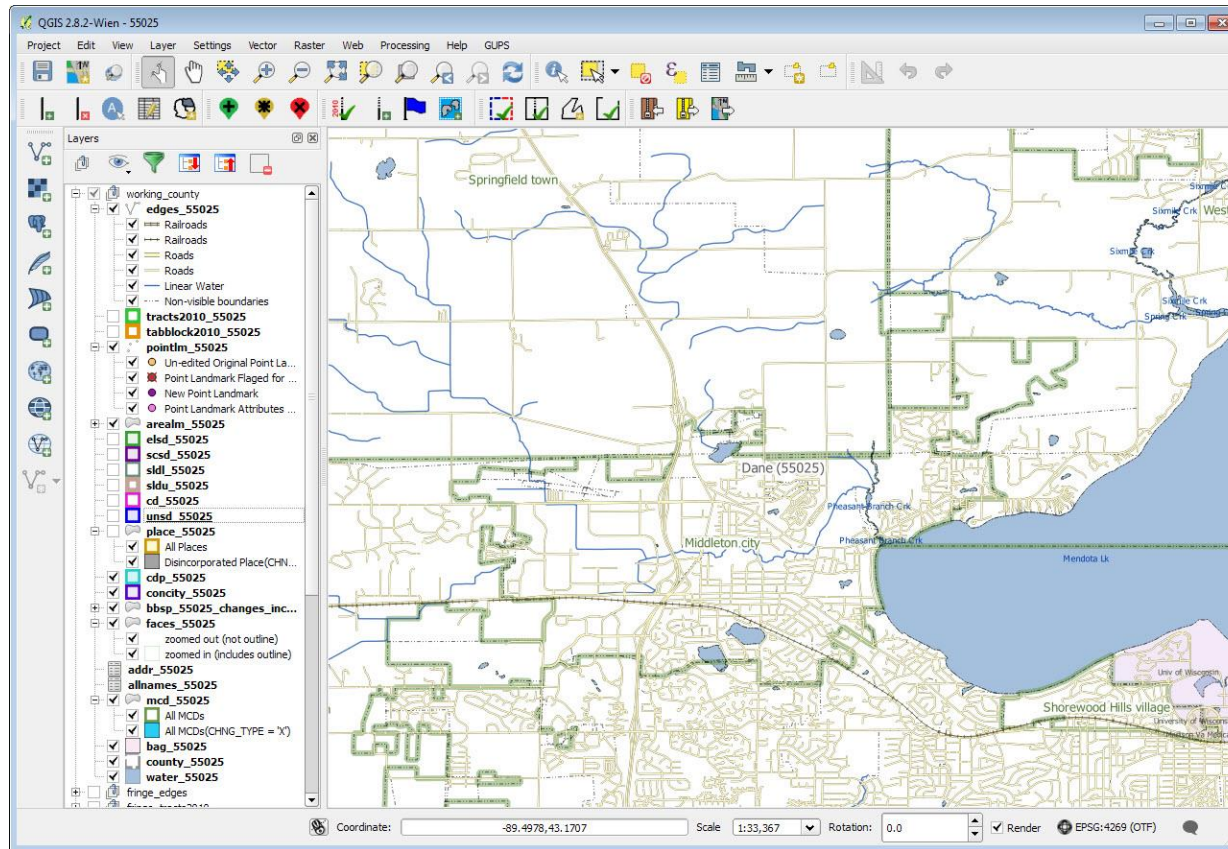 QGIS 2.8.2-Wien - 55025
Project Edit View Layer Settings Vector Raster Web Processing Help GUPS
Layers
working_county
edges_55025
Railroads
Railroads
Roads
Roads
Linear Water
Non-visible boundaries
tracts2010_55025
tabblock2010_55025
pointlm_55025
Un-edited Original Point La...
Point Landmark Flaged for ...
New Point Landmark
Point Landmark Attributes ...
arealm_55025
elsd_55025
scsd_55025
sldl_55025
sldu_55025
cd_55025
unsd_55025
place_55025
All Places
Disincorporated Place(CHN...
cdp_55025
concity_55025
bbsp_55025_changes_inc...
faces_55025
zoomed out (not outline)
zoomed in (includes outline)
addr_55025
allnames_55025
mcd_55025
All MCDs
All MCDs(CHNG_TYPE = 'X')
bag_55025
county_55025
water_55025
fringe_edges
Springfield town
Sixmile Crk
West
Sixmile Crk
Sixmile Crk
Spring Crk
Dane (55025)
Pheasant Branch Crk
Middleton city
Pheasant Branch Crk
Mendota Lk
Univ of Wisconsin
Shorewood Hills village
Coordinate: -89.4978,43.1707 Scale 1:33,367 Rotation: 0.0 Render EPSG:4269 (OTF)